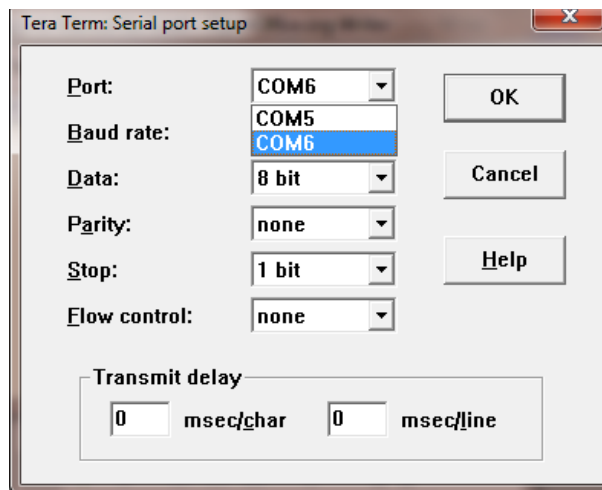 Tera Term: Serial port setup
Port: COM6
COM5
COM6
Baud rate:
Data: 8 bit
Parity: none
Stop: 1 bit
Flow control: none
OK
Cancel
Help
Transmit delay
0 msec/char 0 msec/line